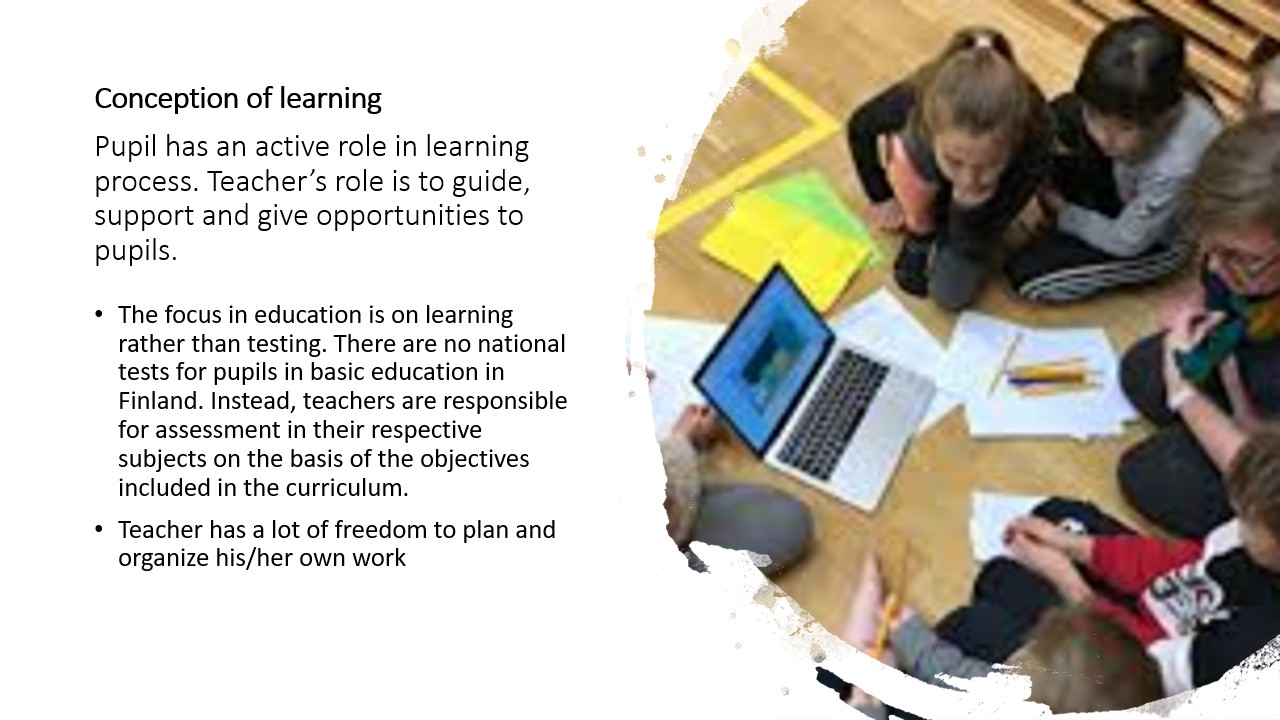 Conception of learning
Pupil has an active role in learning
process. Teacher’s role is to guide,
support and give opportunities to
pupils.
• The focus in education is on learning
rather than testing. There are no national
tests for pupils in basic education in
Finland. Instead, teachers are responsible
for assessment in their respective
subjects on the basis of the objectives
included in the curriculum.
• Teacher has a lot of freedom to plan and
organize his/her own work